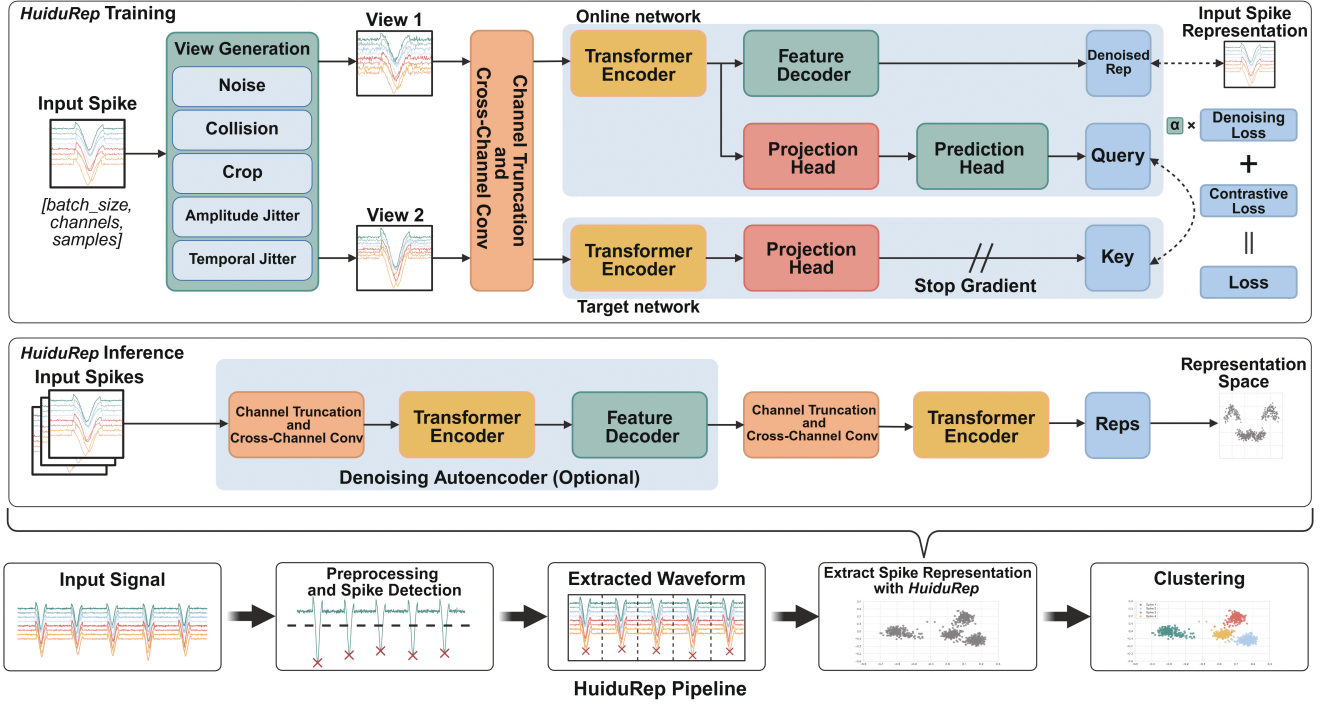 HuiduRep Training
Input Spike
[batch_size,
channels,
samples]
View Generation
Noise
Collision
Crop
Amplitude Jitter
Temporal Jitter
View 1
View 2
Channel Truncation
and
Cross-Channel Conv
Online network
Transformer
Encoder
Feature
Decoder
Denoised
Rep
Projection
Head
Prediction
Head
Query
Transformer
Encoder
Projection
Head
Stop Gradient
Key
Target network
Input Spike
Representation
α ×
Denoising
Loss
+
Contrastive
Loss
=
Loss
HuiduRep Inference
Input Spikes
Channel Truncation
and
Cross-Channel Conv
Transformer
Encoder
Feature
Decoder
Denoising Autoencoder (Optional)
Channel Truncation
and
Cross-Channel Conv
Transformer
Encoder
Reps
Representation
Space
Input Signal
Preprocessing
and Spike Detection
Extracted Waveform
Extract Spike Representation
with HuiduRep
Clustering
HuiduRep Pipeline